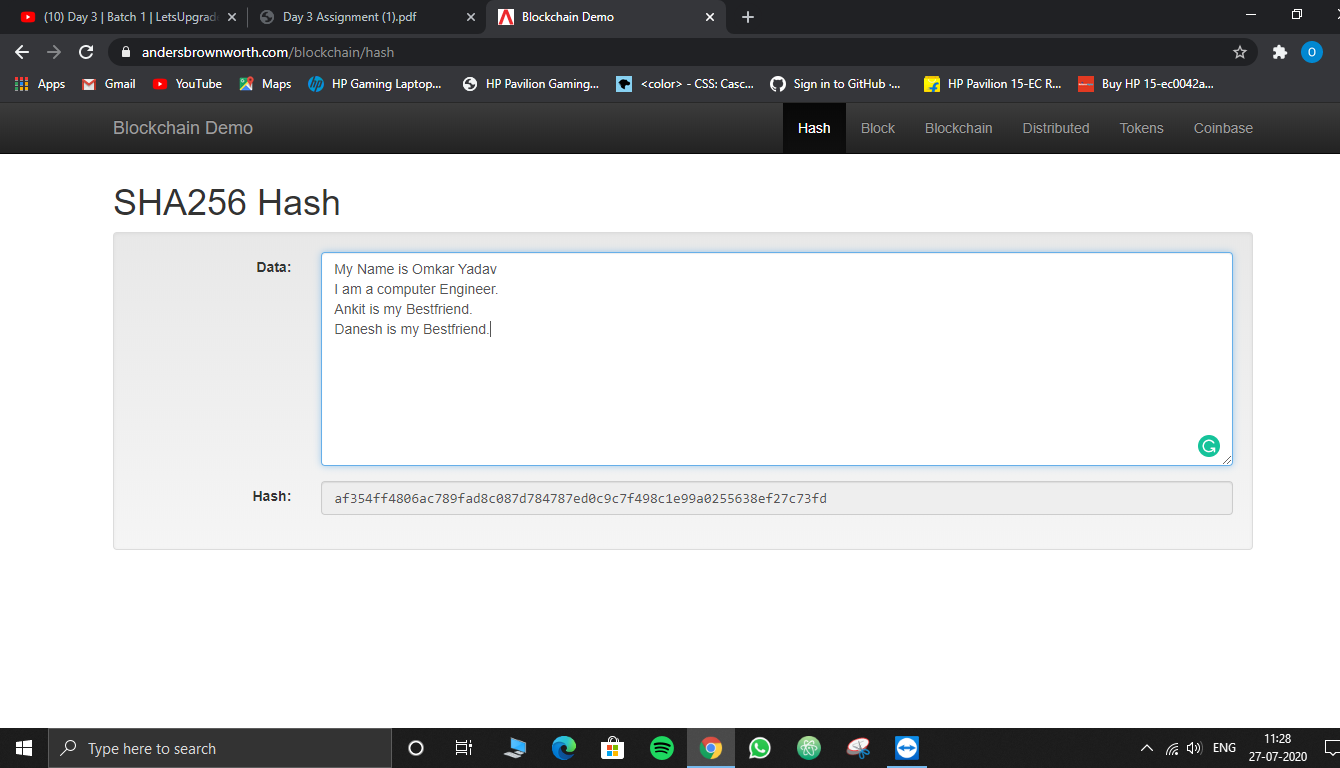 (10) Day 3 | Batch 1 | LetsUpgrad
Day 3 Assignment (1).pdf
Blockchain Demo
andersbrownworth.com/blockchain/hash
O
Apps
Gmail
YouTube
Maps
HP Gaming Laptop...
HP Pavilion Gaming...
<color> - CSS: Casc...
Sign in to GitHub ·...
HP Pavilion 15-EC R...
Buy HP 15-ec0042a...
Blockchain Demo
Hash
Block
Blockchain
Distributed
Tokens
Coinbase
SHA256 Hash
Data:
My Name is Omkar Yadav
I am a computer Engineer.
Ankit is my Bestfriend.
Danesh is my Bestfriend.
Hash:
af354ff4806ac789fad8c087d784787ed0c9c7f498c1e99a0255638ef27c73fd
Type here to search
ENG
11:28
27-07-2020